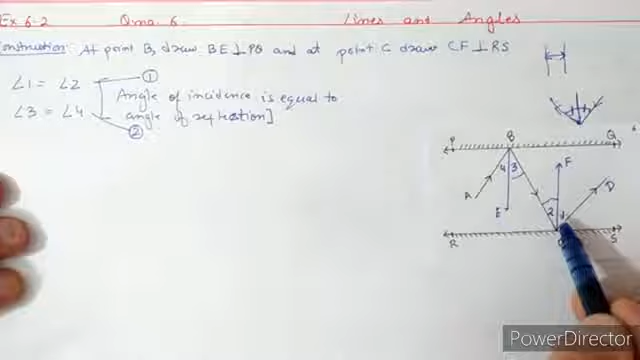 Ex 6.2 Qma. 6 Lines and Angles
onstruction: At point B, draw BE⊥PQ and at point C draw CF⊥RS
∠1 = ∠2 ①
∠3 = ∠4 Angle of incidence is equal to
angle of reflection]
②
P B Q
4 3 F
A D
E 2 1
R S
PowerDirector